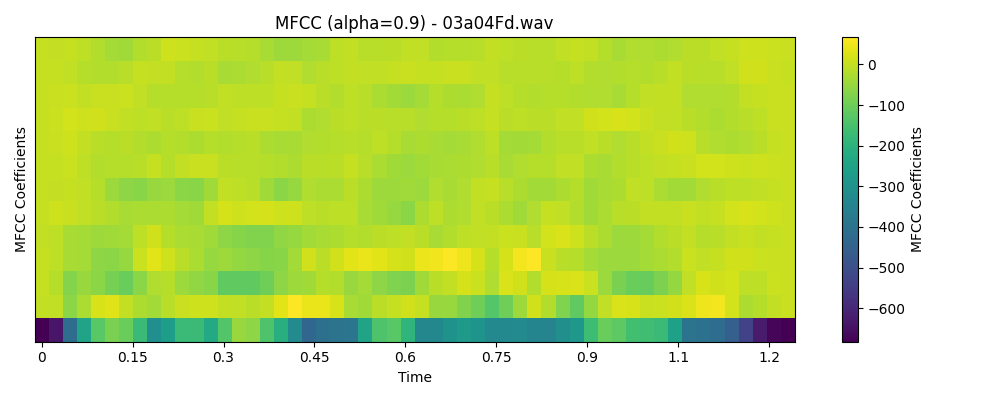 MFCC (alpha=0.9) - 03a04Fd.wav
MFCC Coefficients
0 0.15 0.3 0.45 0.6 0.75 0.9 1.1 1.2
Time
0
−100
−200
−300
−400
−500
−600
MFCC Coefficients